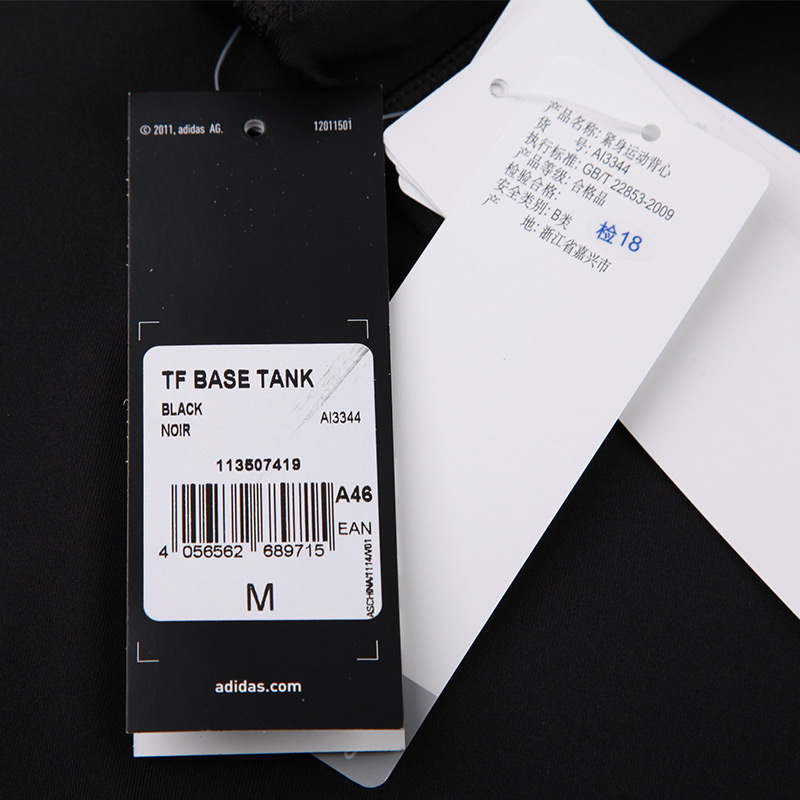 © 2011, adidas AG.
12011501
TF BASE TANK
BLACK
NOIR
AI3344
113507419
A46
EAN
4 056562 689715
ASCHINA/1114/V01
M
adidas.com
产品名称: 紧身运动背心
货 号: AI3344
执行标准: GB/T 22853-2009
产品等级: 合格品
检验合格:
检18
安全类别: B类
产 地: 浙江省嘉兴市